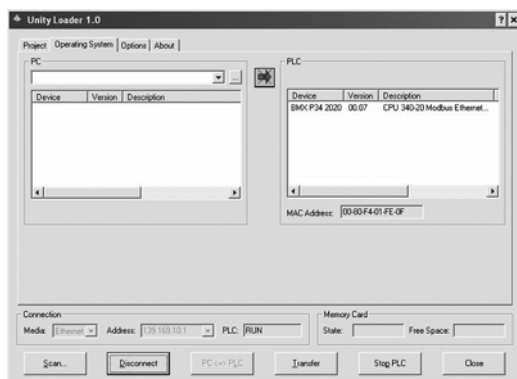 Unity Loader 1.0
Project Operating System Options About
PC
PLC
...
Device Version Description
Device Version Description
BMX P34 2020 00.07 CPU 340-20 Modbus Ethernet...
MAC Address: 00-80-F4-01-FE-0F
Connection
Media: Ethernet Address: 139.169.10.1 PLC: RUN
Memory Card
State: Free Space:
Scan... Disconnect PC <-> PLC Transfer Stop PLC Close